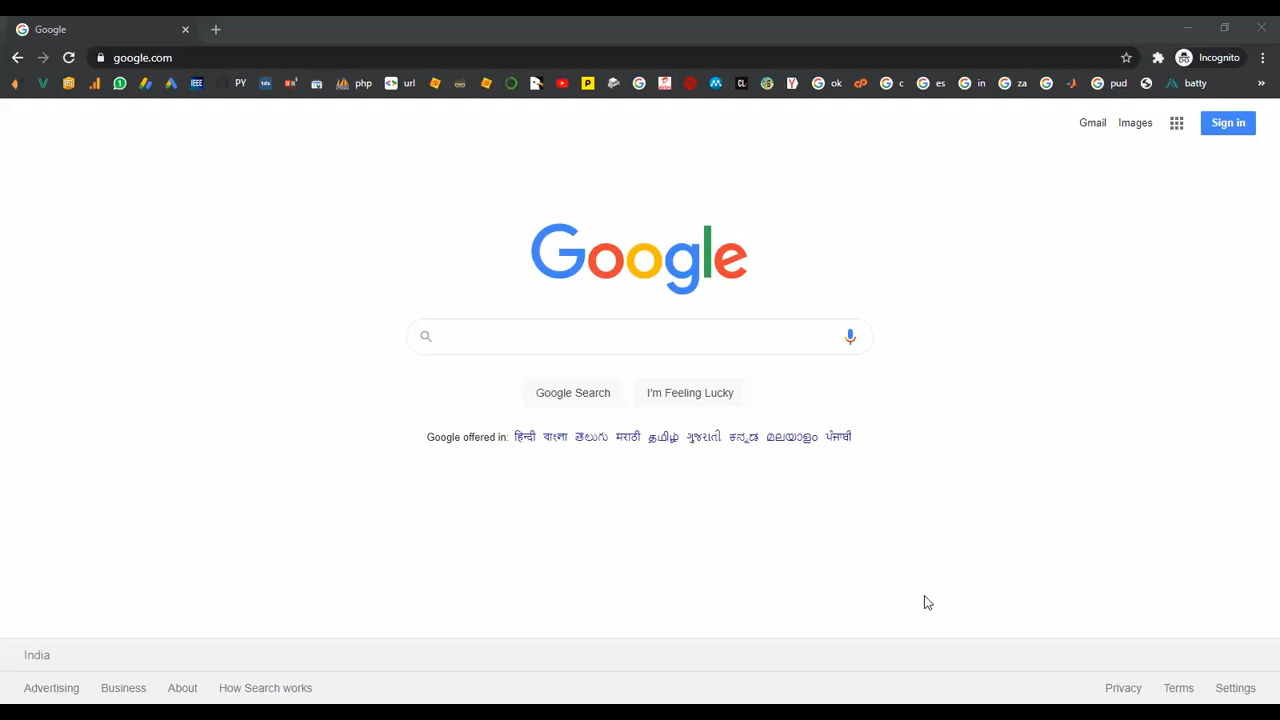 Google
google.com
Incognito
PY php url ok c es in za pud batty »
Gmail Images Sign in
Google
Google Search I'm Feeling Lucky
Google offered in: हिन्दी বাংলা తెలుగు मराठी தமிழ் ગુજરાતી ಕನ್ನಡ മലയാളം ਪੰਜਾਬੀ
India
Advertising Business About How Search works
Privacy Terms Settings